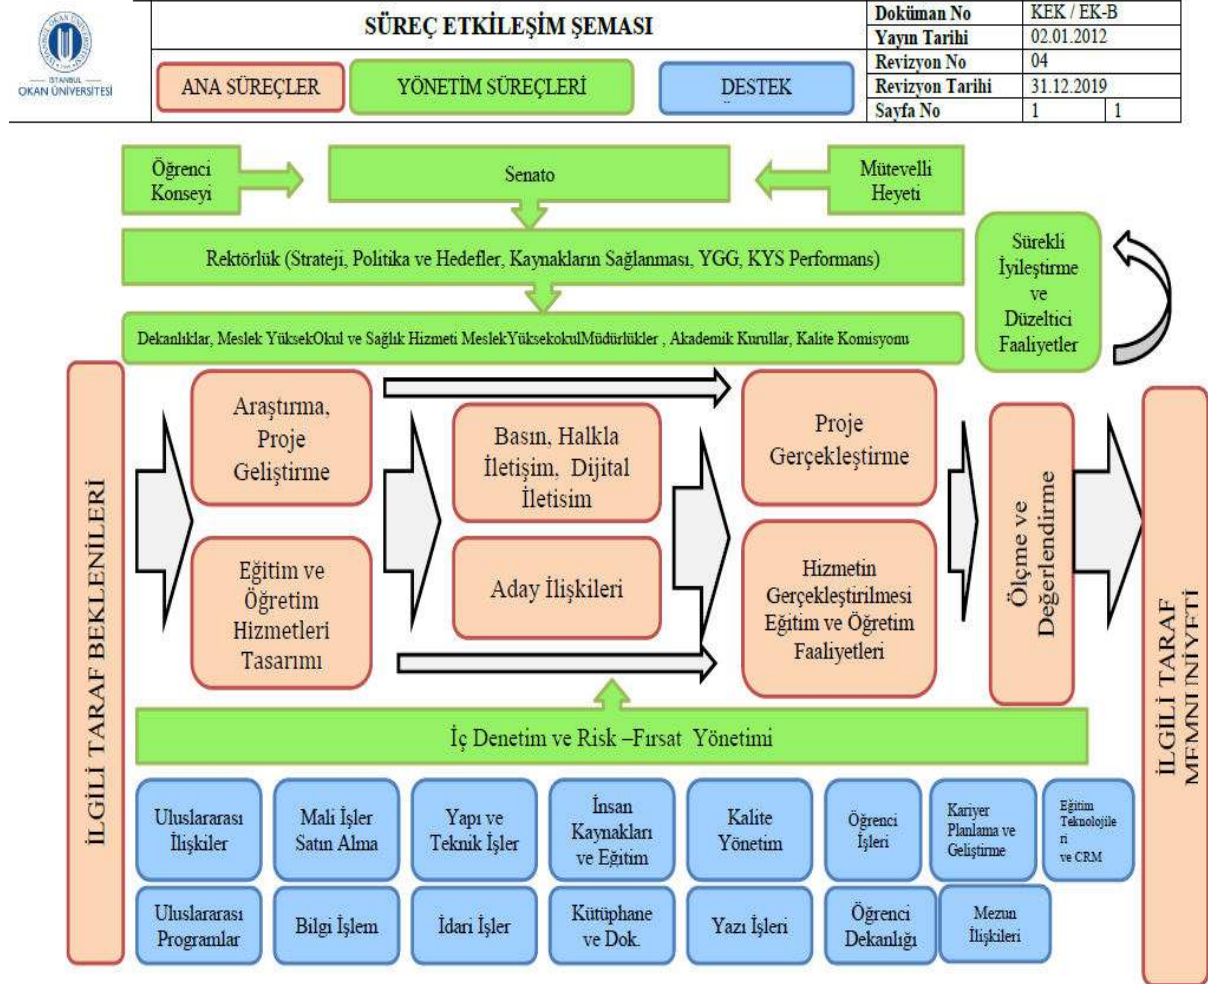 İSTANBUL
OKAN ÜNİVERSİTESİ
SÜREÇ ETKİLEŞİM ŞEMASI
ANA SÜREÇLER
YÖNETİM SÜREÇLERİ
DESTEK
Doküman No KEK / EK-B
Yayın Tarihi 02.01.2012
Revizyon No 04
Revizyon Tarihi 31.12.2019
Sayfa No 1 1
Öğrenci
Konseyi
Senato
Mütevelli
Heyeti
Rektörlük (Strateji, Politika ve Hedefler, Kaynakların Sağlanması, YGG, KYS Performans)
Sürekli
İyileştirme
ve
Düzeltici
Faaliyetler
Dekanlıklar, Meslek YüksekOkul ve Sağlık Hizmeti MeslekYüksekokulMüdürlükler , Akademik Kurullar, Kalite Komisyonu
İLGİLİ TARAF BEKLENİLERİ
Araştırma,
Proje
Geliştirme
Eğitim ve
Öğretim
Hizmetleri
Tasarımı
Basın, Halkla
İletişim, Dijital
İletisim
Aday İlişkileri
Proje
Gerçekleştirme
Hizmetin
Gerçekleştirilmesi
Eğitim ve Öğretim
Faaliyetleri
Ölçme ve
Değerlendirme
İLGİLİ TARAF
MEMNUNİYETİ
İç Denetim ve Risk –Fırsat Yönetimi
Uluslararası
İlişkiler
Mali İşler
Satın Alma
Yapı ve
Teknik İşler
İnsan
Kaynakları
ve Eğitim
Kalite
Yönetim
Öğrenci
İşleri
Kariyer
Planlama ve
Geliştirme
Eğitim
Teknolojile
ri
ve CRM
Uluslararası
Programlar
Bilgi İşlem
İdari İşler
Kütüphane
ve Dok.
Yazı İşleri
Öğrenci
Dekanlığı
Mezun
İlişkileri